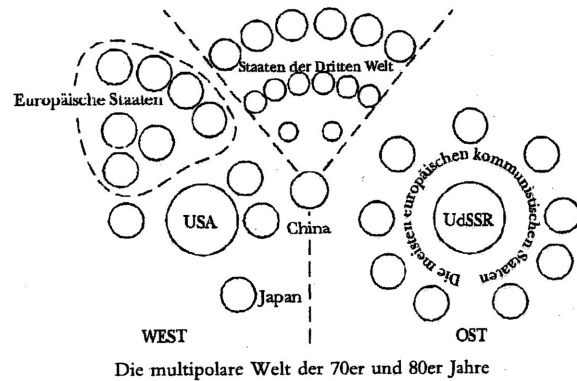 Staaten der Dritten Welt
Europäische Staaten
Die meisten europäischen kommunistischen Staaten
USA
China
UdSSR
Japan
WEST
OST
Die multipolare Welt der 70er und 80er Jahre